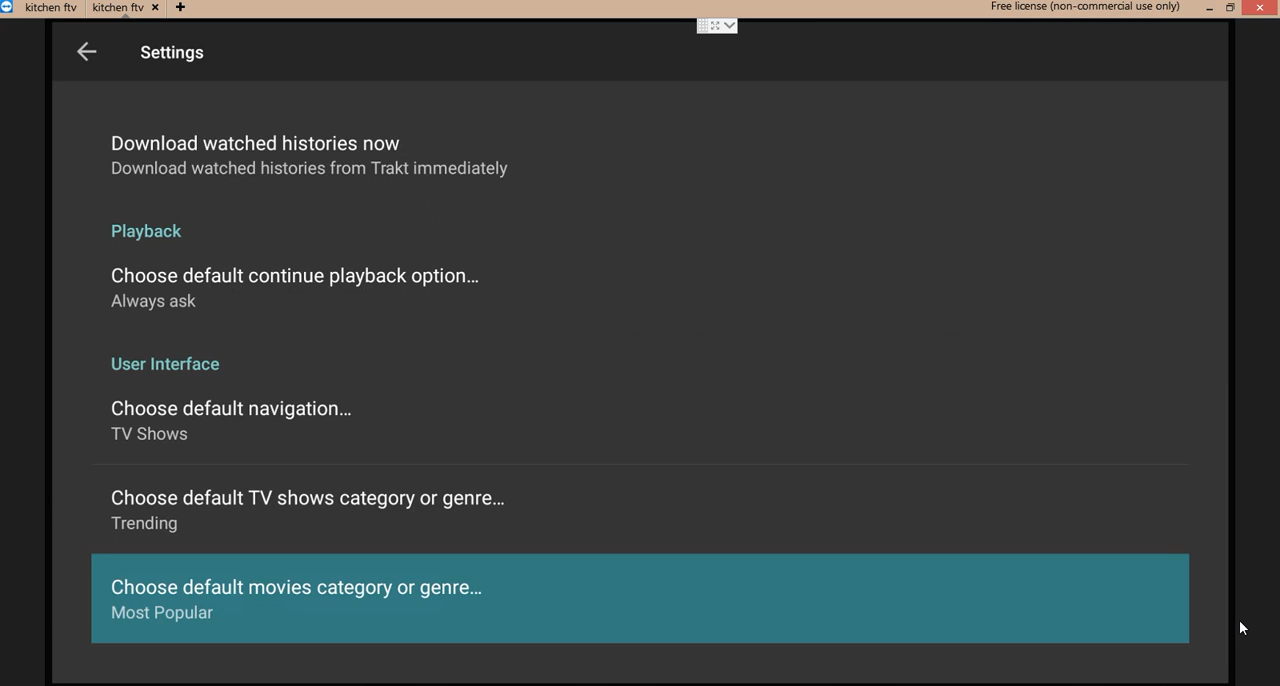 kitchen ftv
kitchen ftv
Free license (non-commercial use only)
Settings
Download watched histories now
Download watched histories from Trakt immediately
Playback
Choose default continue playback option...
Always ask
User Interface
Choose default navigation...
TV Shows
Choose default TV shows category or genre...
Trending
Choose default movies category or genre...
Most Popular